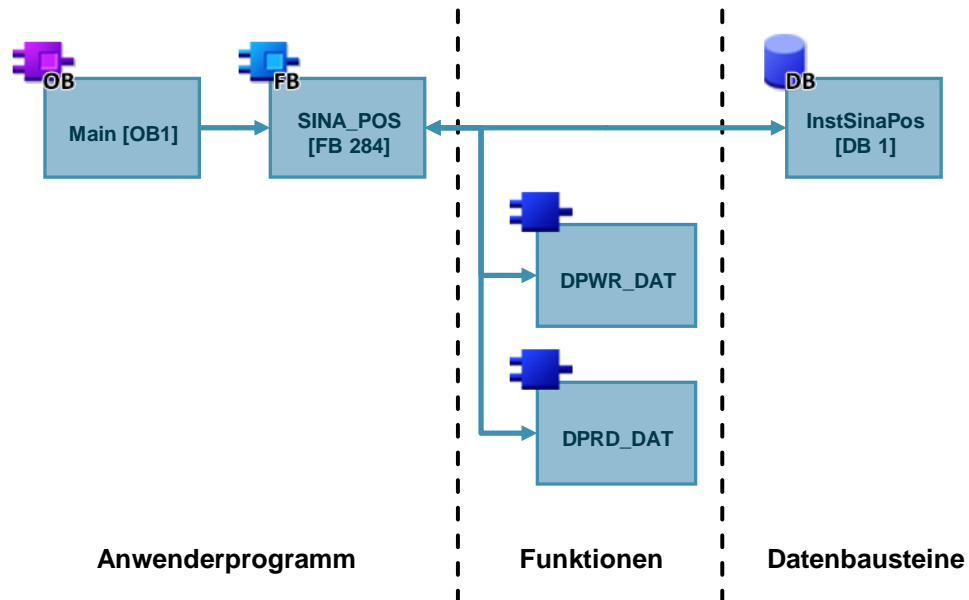 OB
Main [OB1]
FB
SINA_POS
[FB 284]
DB
InstSinaPos
[DB 1]
DPWR_DAT
DPRD_DAT
Anwenderprogramm
Funktionen
Datenbausteine